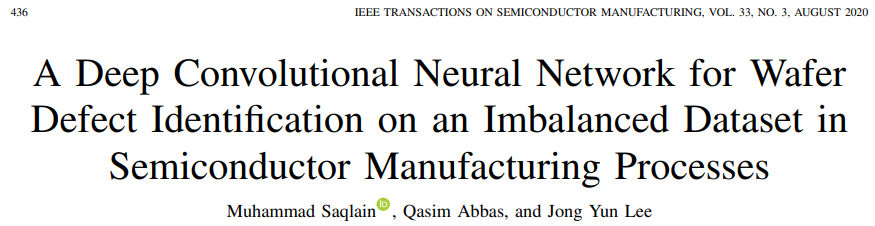 436
IEEE TRANSACTIONS ON SEMICONDUCTOR MANUFACTURING, VOL. 33, NO. 3, AUGUST 2020
A Deep Convolutional Neural Network for Wafer
Defect Identification on an Imbalanced Dataset in
Semiconductor Manufacturing Processes
Muhammad Saqlain iD, Qasim Abbas, and Jong Yun Lee